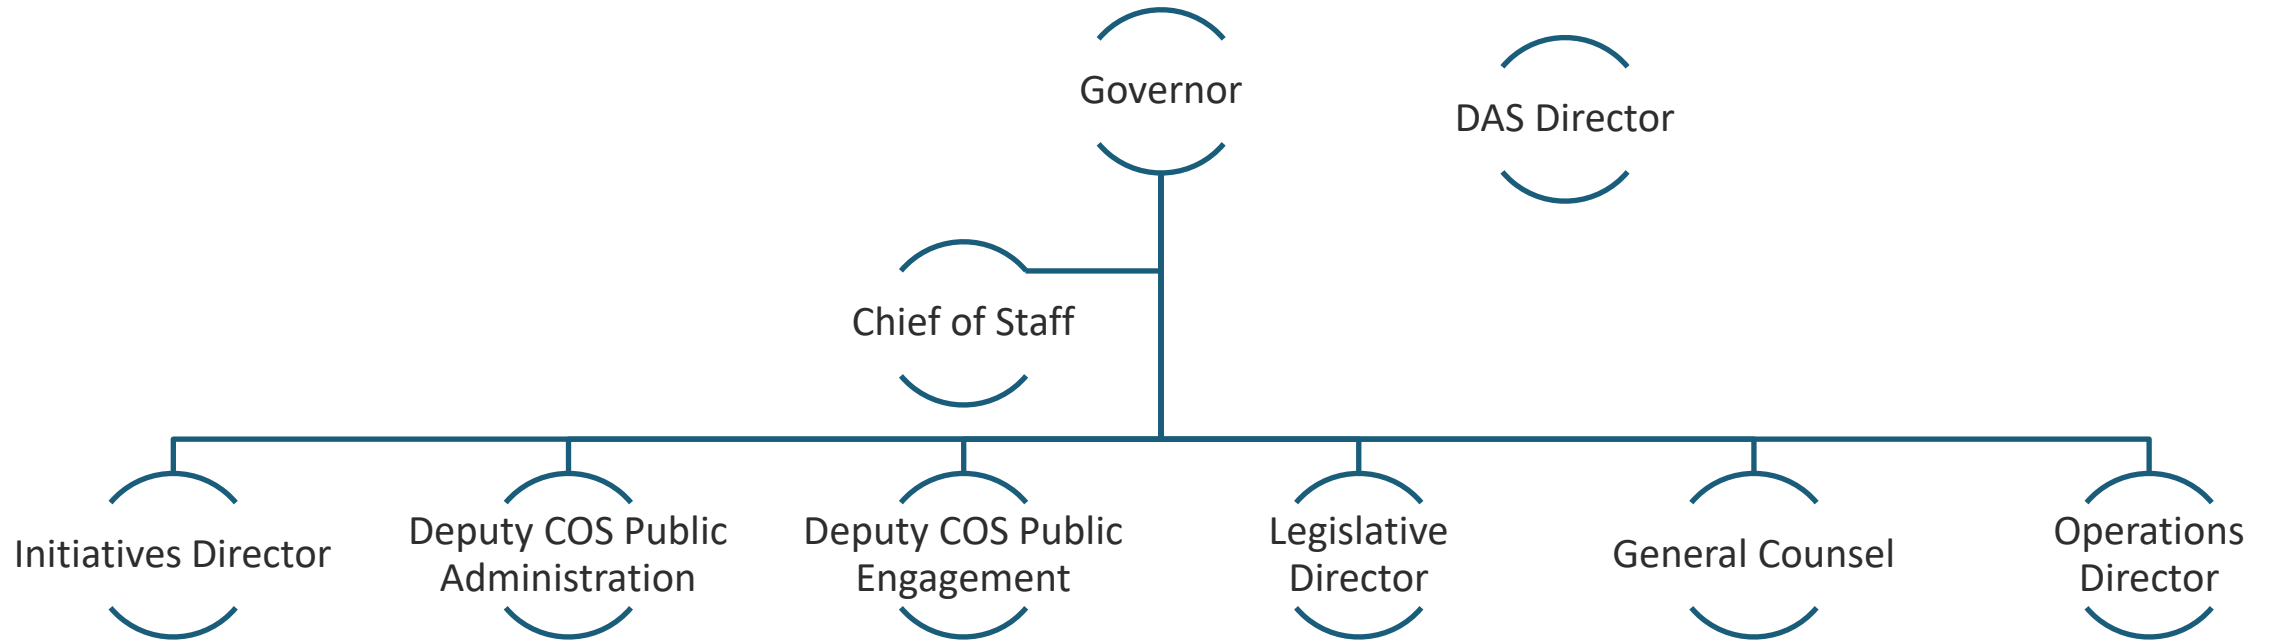 Governor
DAS Director
Chief of Staff
Initiatives Director
Deputy COS Public
Administration
Deputy COS Public
Engagement
Legislative
Director
General Counsel
Operations
Director